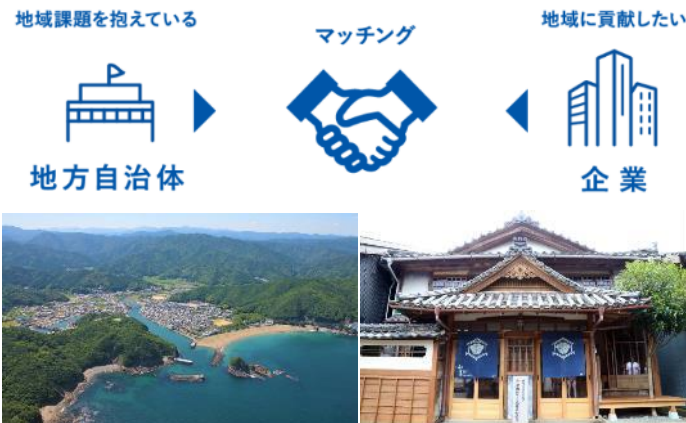 地域課題を抱えている
マッチング
地域に貢献したい
地方自治体
企業